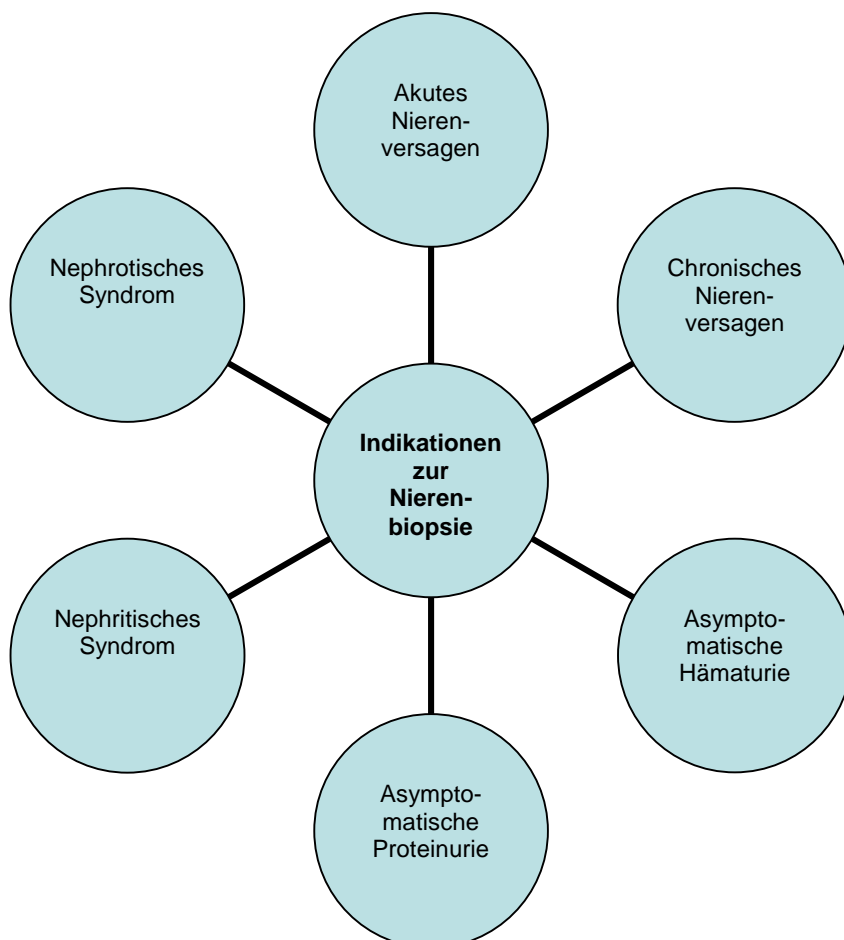 Akutes
Nieren-
versagen
Nephrotisches
Syndrom
Chronisches
Nieren-
versagen
Indikationen
zur
Nieren-
biopsie
Nephritisches
Syndrom
Asympto-
matische
Hämaturie
Asympto-
matische
Proteinurie